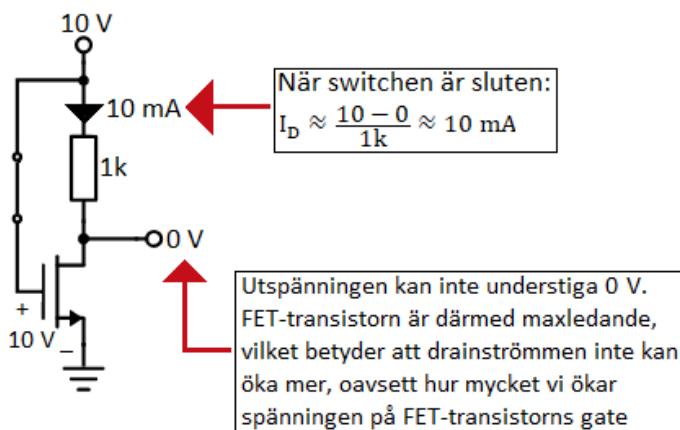 10 V
När switchen är sluten:
10 mA
I_D ≈ (10 − 0)/1k ≈ 10 mA
1k
0 V
+
10 V
−
Utspänningen kan inte understiga 0 V.
FET-transistorn är därmed maxledande,
vilket betyder att drainströmmen inte kan
öka mer, oavsett hur mycket vi ökar
spänningen på FET-transistorns gate